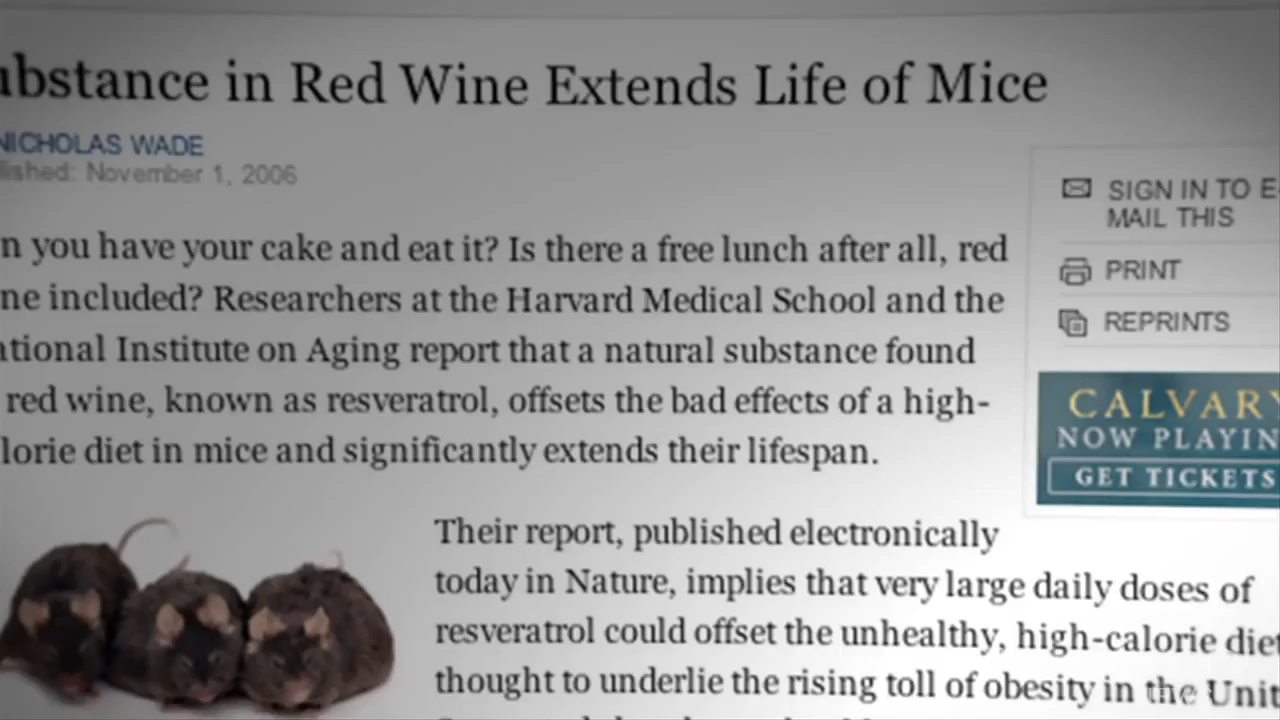 ubstance in Red Wine Extends Life of Mice
NICHOLAS WADE
lished: November 1, 2006
n you have your cake and eat it? Is there a free lunch after all, red
ne included? Researchers at the Harvard Medical School and the
ational Institute on Aging report that a natural substance found
red wine, known as resveratrol, offsets the bad effects of a high-
lorie diet in mice and significantly extends their lifespan.
SIGN IN TO E-
MAIL THIS
PRINT
REPRINTS
CALVARY
NOW PLAYIN
GET TICKETS
Their report, published electronically
today in Nature, implies that very large daily doses of
resveratrol could offset the unhealthy, high-calorie diet
thought to underlie the rising toll of obesity in the Unit